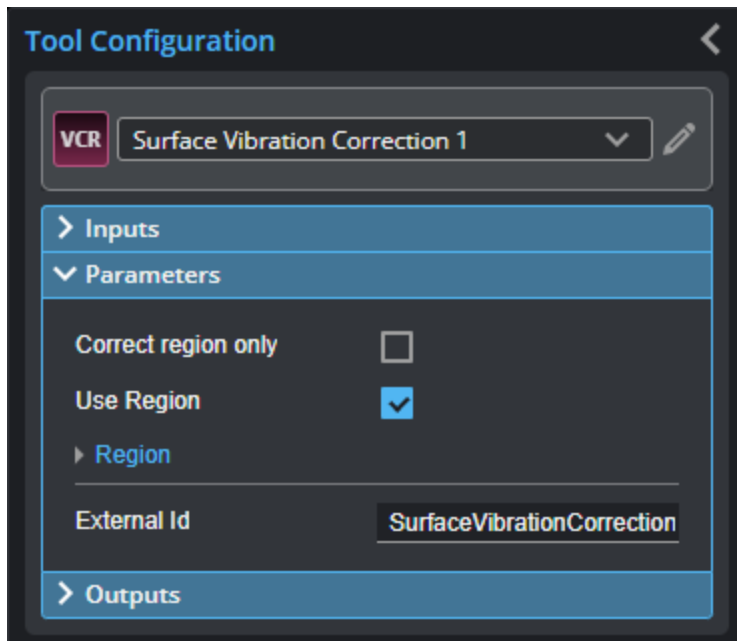 Tool Configuration
VCR Surface Vibration Correction 1
Inputs
Parameters
Correct region only
Use Region
Region
External Id SurfaceVibrationCorrection
Outputs